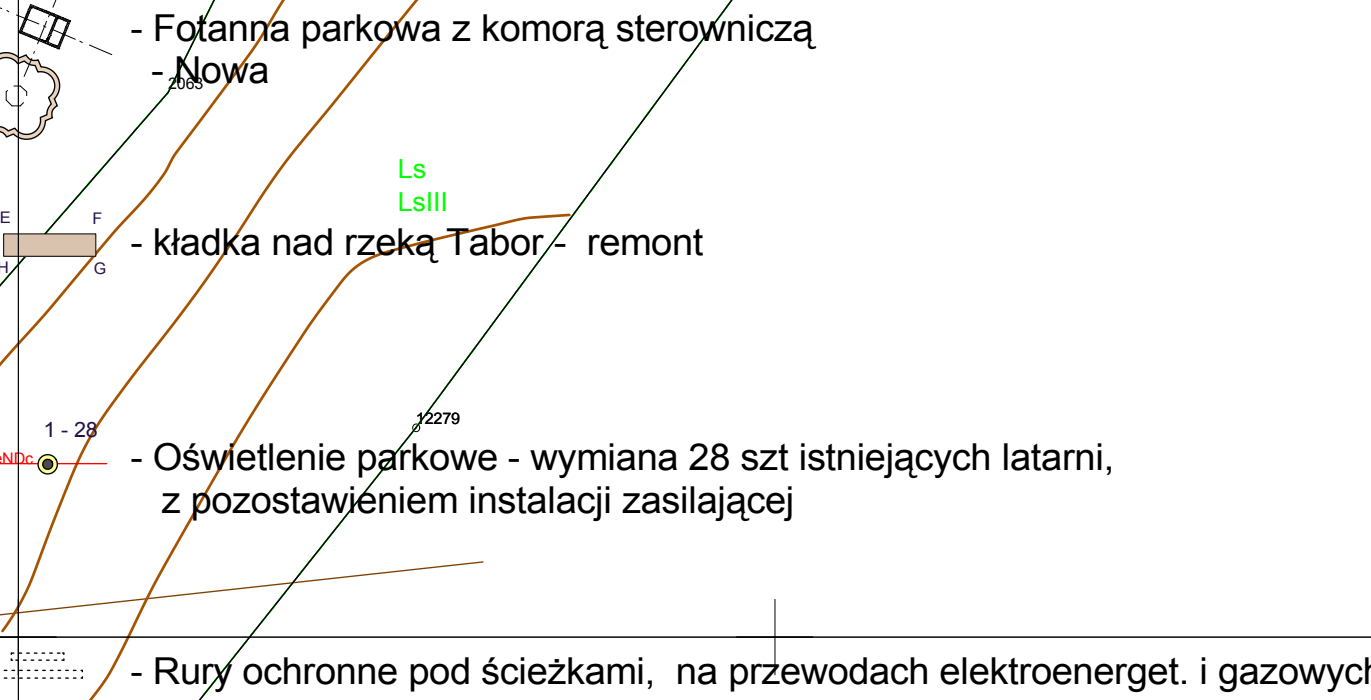 - Fotanna parkowa z komorą sterowniczą
- Nowa
2063
Ls
LsIII
E F
- kładka nad rzeką Tabor - remont
H G
12279
1 - 28
eNDc
- Oświetlenie parkowe - wymiana 28 szt istniejących latarni,
z pozostawieniem instalacji zasilającej
- Rury ochronne pod ścieżkami, na przewodach elektroenerget. i gazowych